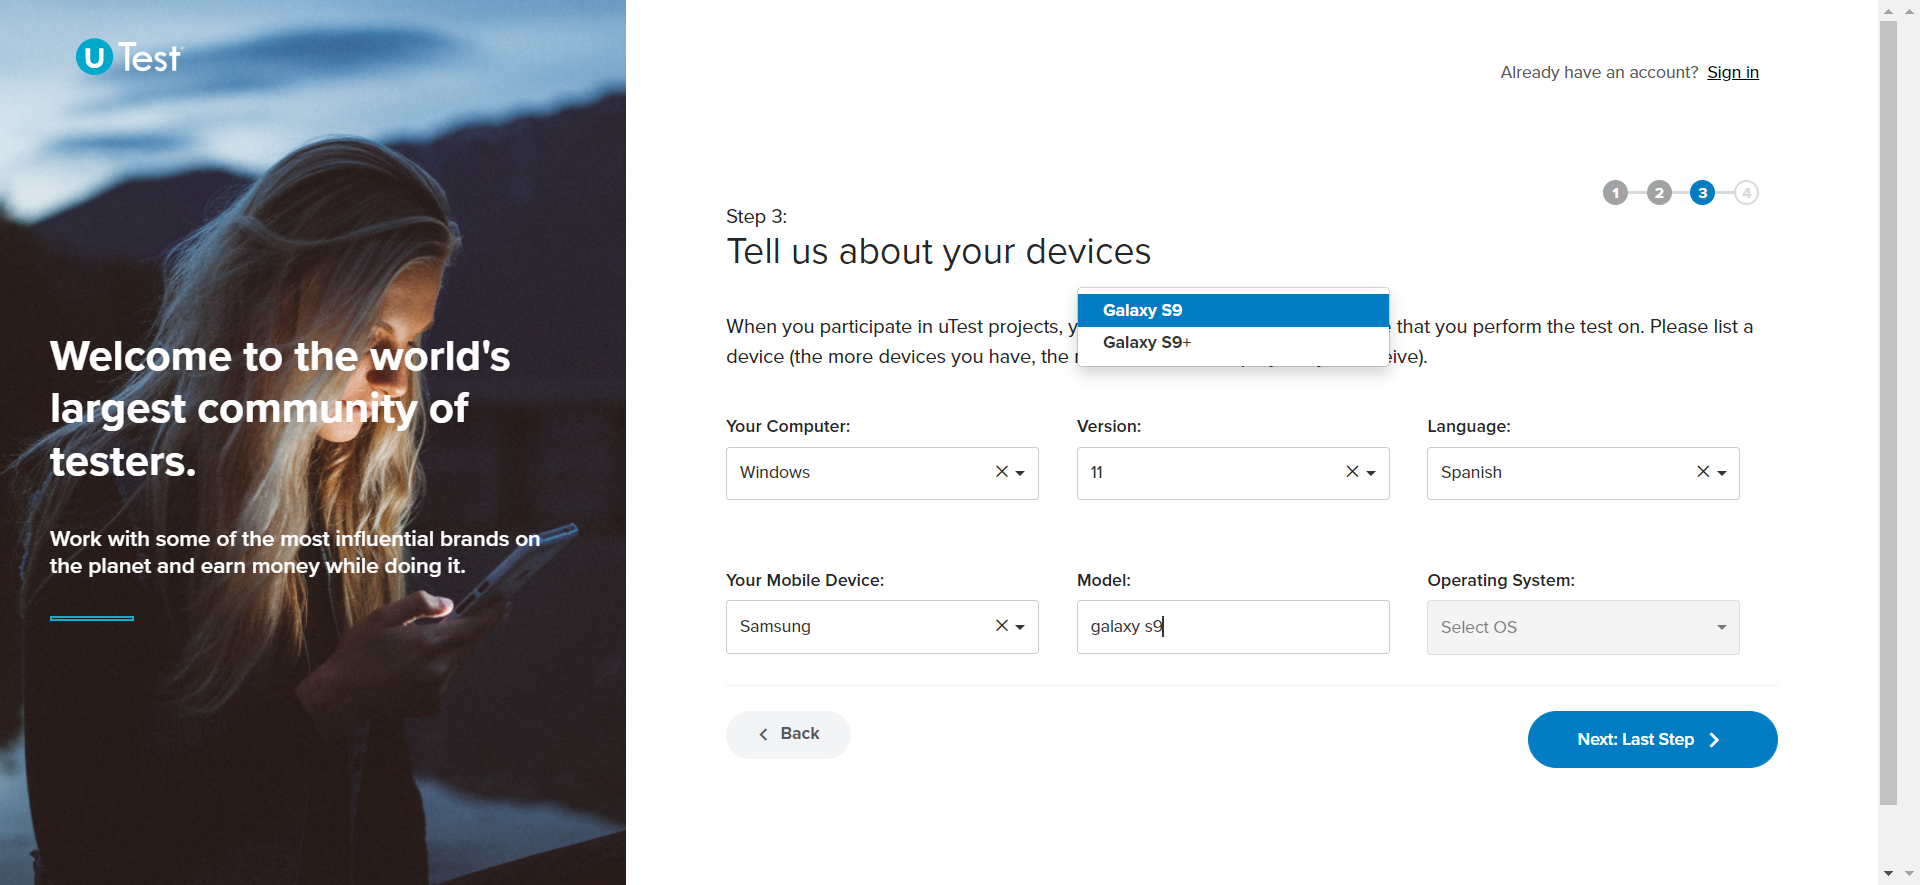 U Test
Already have an account? Sign in
1 2 3 4
Step 3:
Tell us about your devices
Galaxy S9
Galaxy S9+
When you participate in uTest projects, y that you perform the test on. Please list a
device (the more devices you have, the eive).
Welcome to the world's
largest community of
testers.
Work with some of the most influential brands on
the planet and earn money while doing it.
Your Computer: Version: Language:
Windows 11 Spanish
Your Mobile Device: Model: Operating System:
Samsung galaxy s9 Select OS
Back Next: Last Step